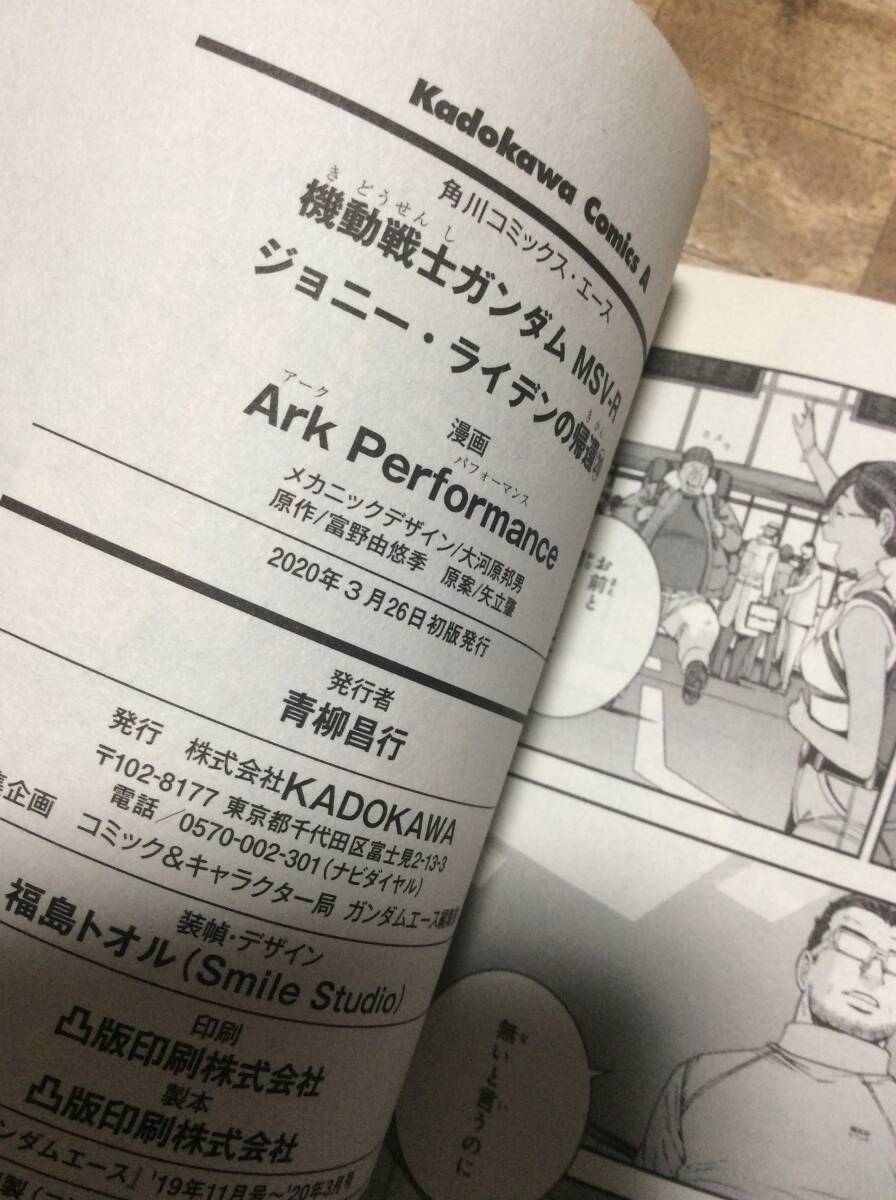 Kadokawa Comics A
角川コミックス・エース
きどうせんし
機動戦士ガンダム MSV-R
ジョニー・ライデンの帰還
きかん
漫画
アーク
パフォーマンス
Ark Performance
メカニックデザイン/大河原邦男
原作/富野由悠季 原案/矢立肇
2020年3月26日初版発行
発行者
青柳昌行
発行 株式会社KADOKAWA
〒102-8177 東京都千代田区富士見2-13-3
電話/0570-002-301(ナビダイヤル)
企画 コミック&キャラクター局 ガンダムエース編集
装幀・デザイン
福島トオル(Smile Studio)
印刷
凸版印刷株式会社
製本
凸版印刷株式会社
ンダムエース』'19年11月号〜'20年3月号
お前と
まえ
無いと言うのに
な
い